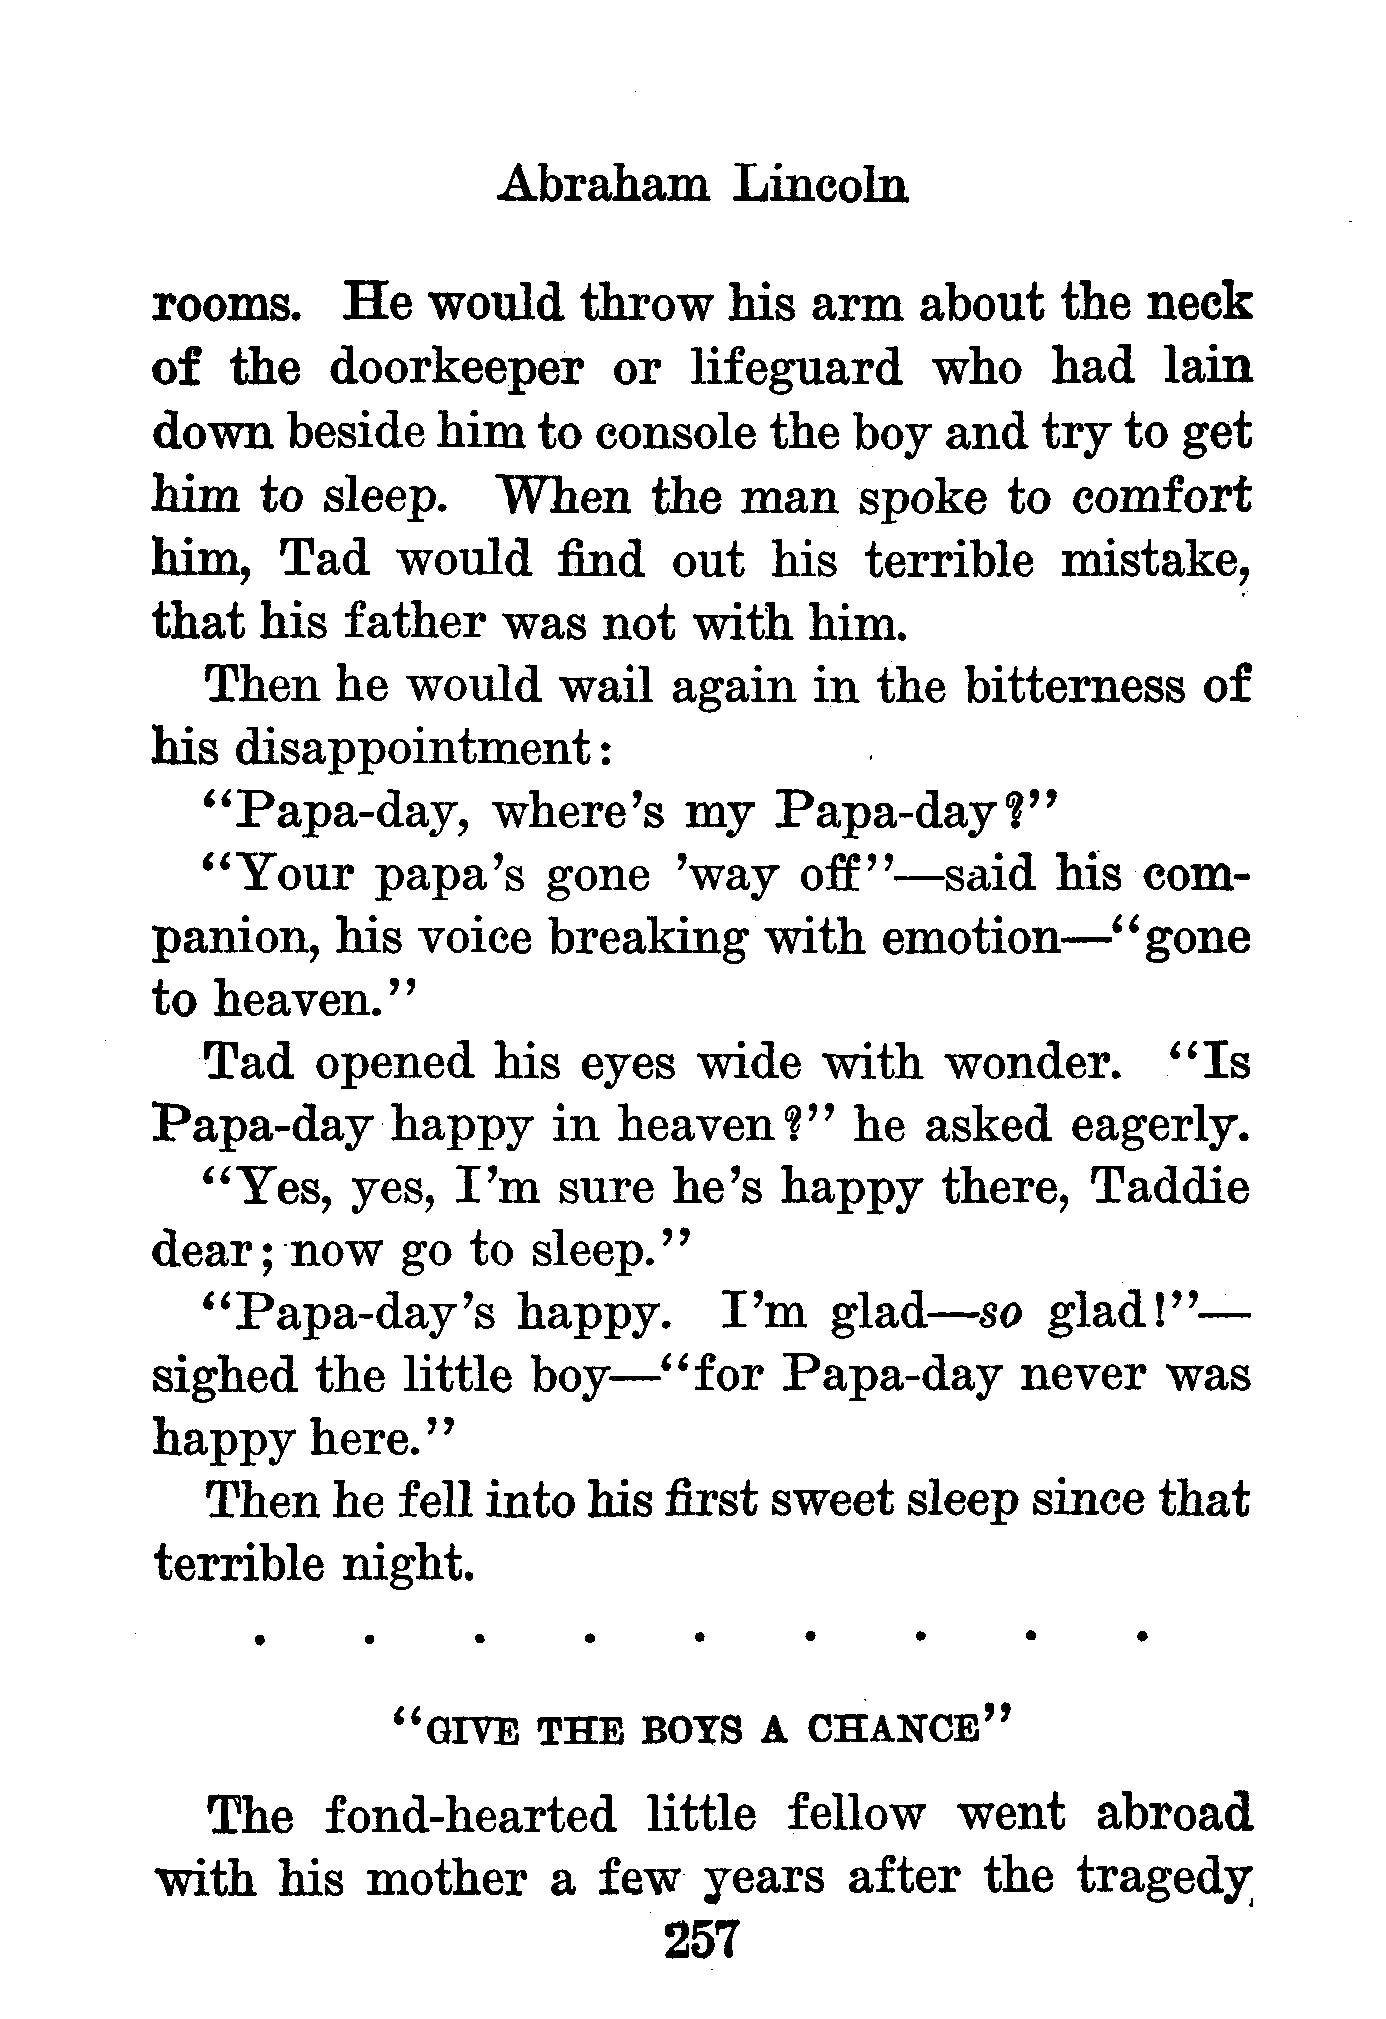 Abraham Lincoln
rooms. He would throw his arm about the neck
of the doorkeeper or lifeguard who had lain
down beside him to console the boy and try to get
him to sleep. When the man spoke to comfort
him, Tad would find out his terrible mistake,
that his father was not with him.
Then he would wail again in the bitterness of
his disappointment:
“Papa-day, where’s my Papa-day?”
“Your papa’s gone ’way off”—said his com-
panion, his voice breaking with emotion—“gone
to heaven.”
Tad opened his eyes wide with wonder. “Is
Papa-day happy in heaven?” he asked eagerly.
“Yes, yes, I’m sure he’s happy there, Taddie
dear; now go to sleep.”
“Papa-day’s happy. I’m glad—so glad!”—
sighed the little boy—“for Papa-day never was
happy here.”
Then he fell into his first sweet sleep since that
terrible night.
. . . . . . . . .
“GIVE THE BOYS A CHANCE”
The fond-hearted little fellow went abroad
with his mother a few years after the tragedy
257